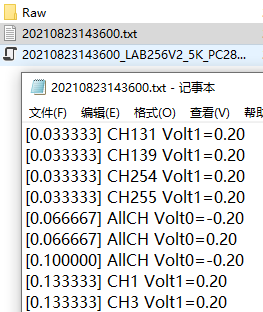 Raw
20210823143600.txt
20210823143600_LAB256V2_5K_PC28...
20210823143600.txt - 记事本
文件(F) 编辑(E) 格式(O) 查看(V) 帮助
[0.033333] CH131 Volt1=0.20
[0.033333] CH139 Volt1=0.20
[0.033333] CH254 Volt1=0.20
[0.033333] CH255 Volt1=0.20
[0.066667] AllCH Volt0=-0.20
[0.066667] AllCH Volt0=0.20
[0.100000] AllCH Volt0=-0.20
[0.133333] CH1 Volt1=0.20
[0.133333] CH3 Volt1=0.20